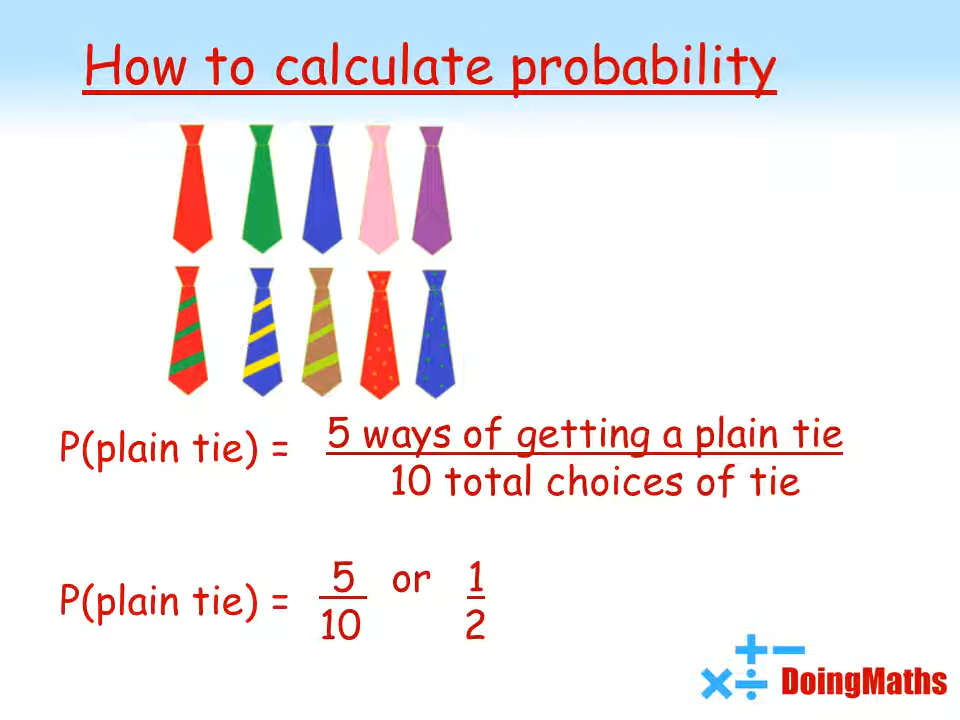 How to calculate probability
P(plain tie) = 5 ways of getting a plain tie
10 total choices of tie
P(plain tie) = 5 or 1
10 2
DoingMaths